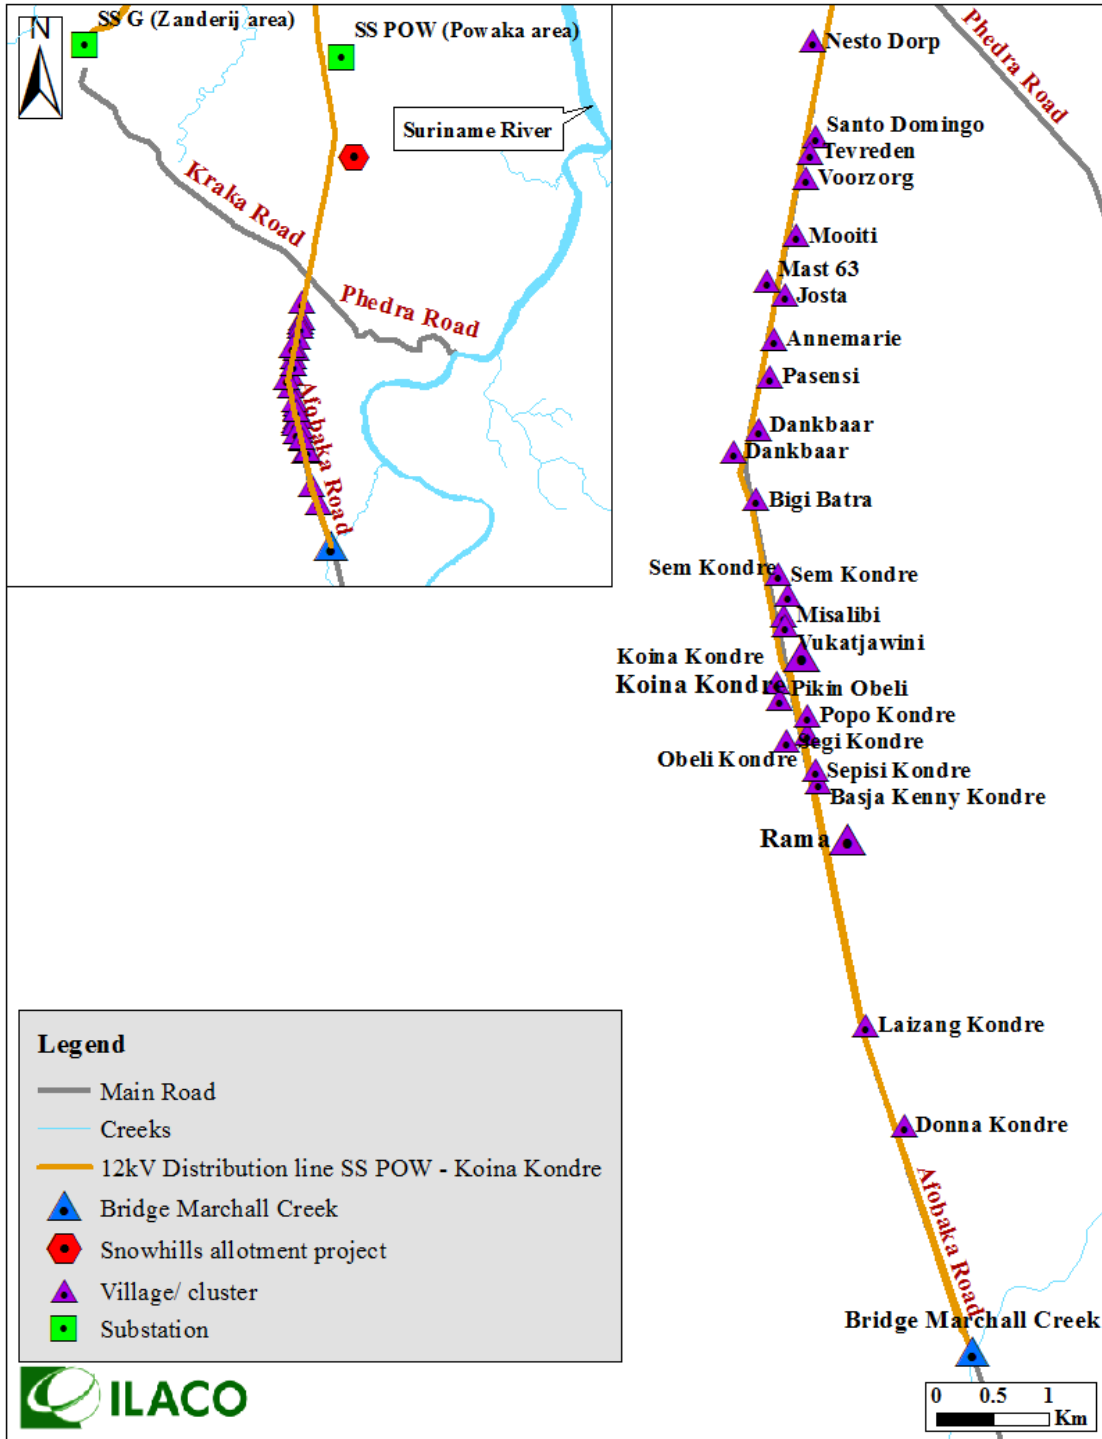 N
SS G (Zanderij area)
SS POW (Powaka area)
Suriname River
Kraka Road
Phedra Road
Afobaka Road
Phedra Road
Nesto Dorp
Santo Domingo
Tevreden
Voorzorg
Mooiti
Mast 63
Josta
Annemarie
Pasensi
Dankbaar
Dankbaar
Bigi Batra
Sem Kondre
Sem Kondre
Misalibi
Vukatjawini
Koina Kondre
Koina Kondre
Pikin Obeli
Popo Kondre
Segi Kondre
Obeli Kondre
Sepisi Kondre
Basja Kenny Kondre
Rama
Laizang Kondre
Donna Kondre
Afobaka Road
Bridge Marchall Creek
Legend
Main Road
Creeks
12kV Distribution line SS POW - Koina Kondre
Bridge Marchall Creek
Snowhills allotment project
Village/ cluster
Substation
ILACO
0 0.5 1
Km